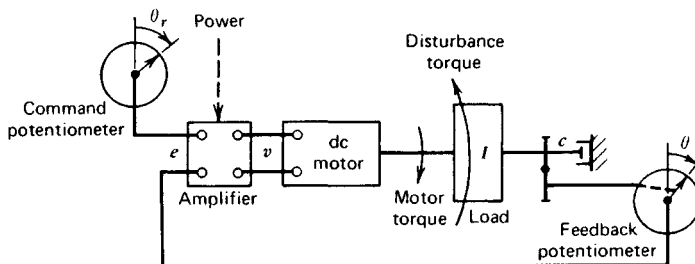 θr
Power
Disturbance
torque
Command
potentiometer
e
v
dc
motor
I
c
θ
Amplifier
Motor
torque
Load
Feedback
potentiometer